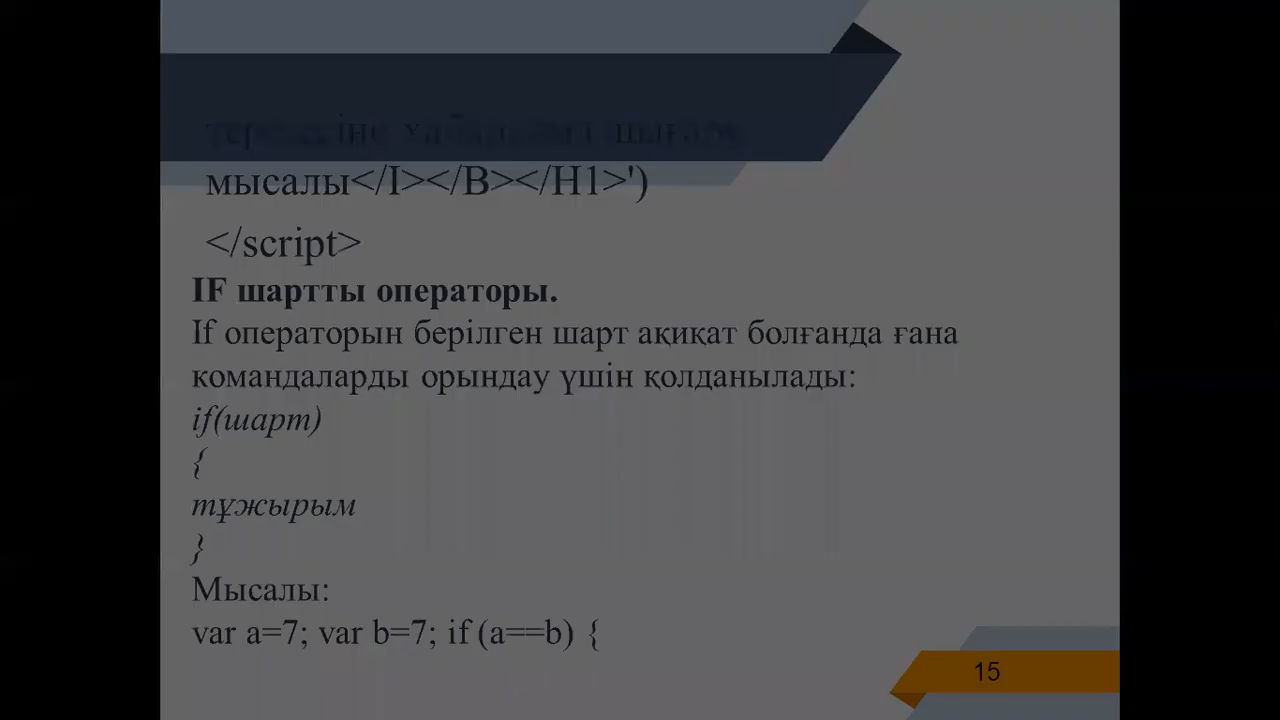 мысалы</I></B></H1>')
</script>
IF шартты операторы.
If операторын берілген шарт ақиқат болғанда ғана
командаларды орындау үшін қолданылады:
if(шарт)
{
тұжырым
}
Мысалы:
var a=7; var b=7; if (a==b) {
15